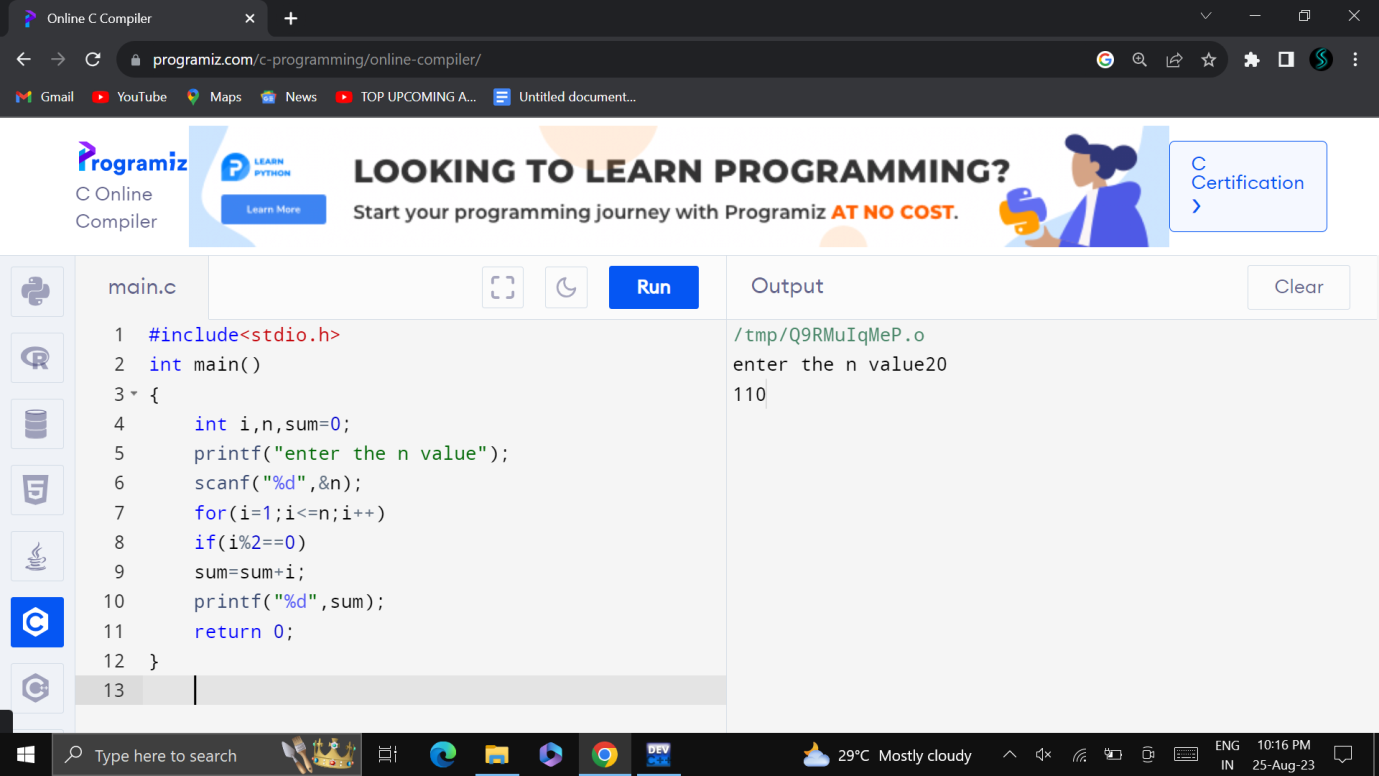 Online C Compiler
programiz.com/c-programming/online-compiler/
Gmail YouTube Maps News TOP UPCOMING A... Untitled document...
Programiz
C Online
Compiler
LEARN
PYTHON
Learn More
LOOKING TO LEARN PROGRAMMING?
Start your programming journey with Programiz AT NO COST.
C
Certification
main.c Run Output Clear
1 #include<stdio.h>
2 int main()
3 {
4 int i,n,sum=0;
5 printf("enter the n value");
6 scanf("%d",&n);
7 for(i=1;i<=n;i++)
8 if(i%2==0)
9 sum=sum+i;
10 printf("%d",sum);
11 return 0;
12 }
13
/tmp/Q9RMuIqMeP.o
enter the n value20
110
Type here to search
DEV
29°C Mostly cloudy
ENG
IN
10:16 PM
25-Aug-23